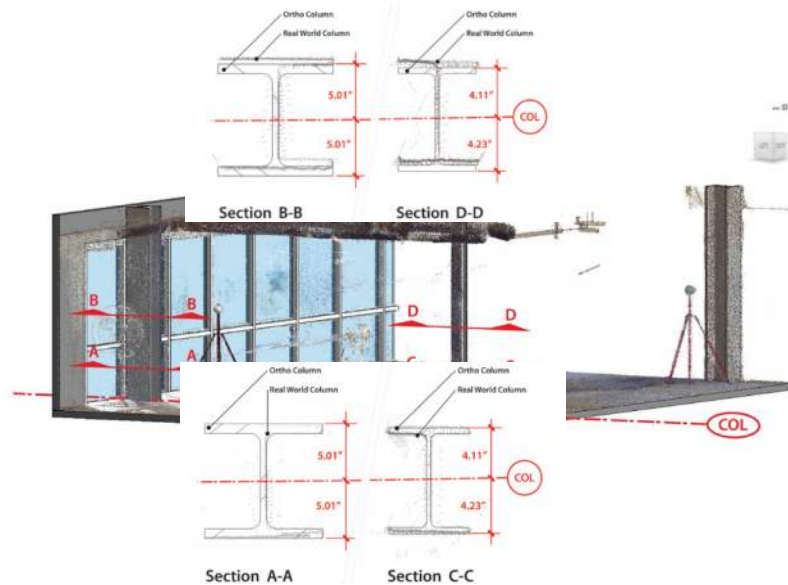 Ortho Column
Real World Column
5.01"
5.01"
Section B-B
Ortho Column
Real World Column
4.11"
4.23"
COL
Section D-D
B
B
D
D
A
A
COL
Ortho Column
Real World Column
5.01"
5.01"
Section A-A
Ortho Column
Real World Column
4.11"
4.23"
COL
Section C-C